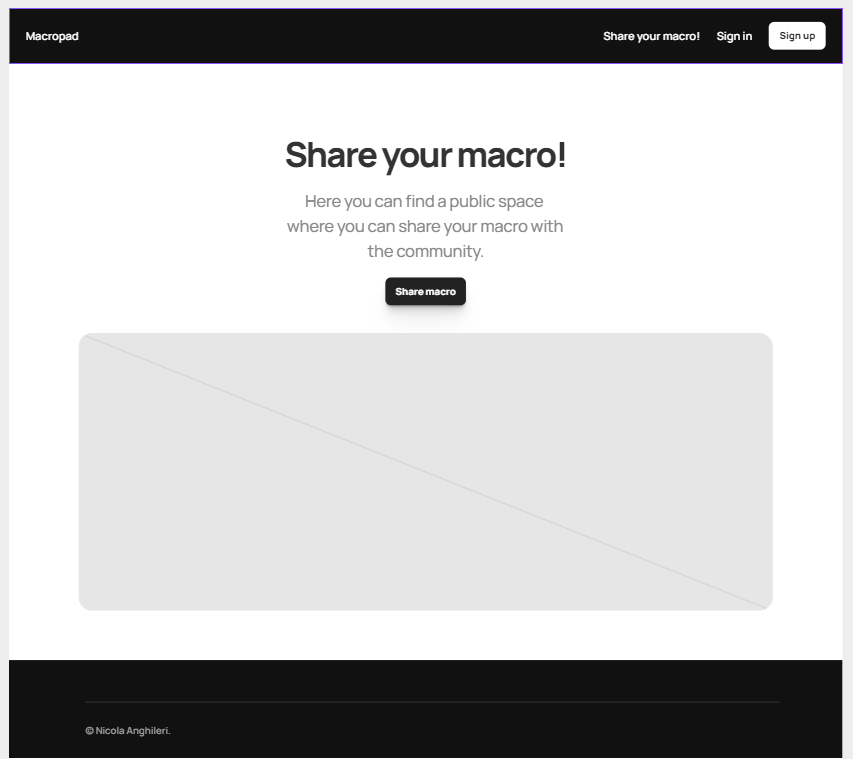 Macropad
Share your macro!
Sign in
Sign up
Share your macro!
Here you can find a public space
where you can share your macro with
the community.
Share macro
© Nicola Anghileri.